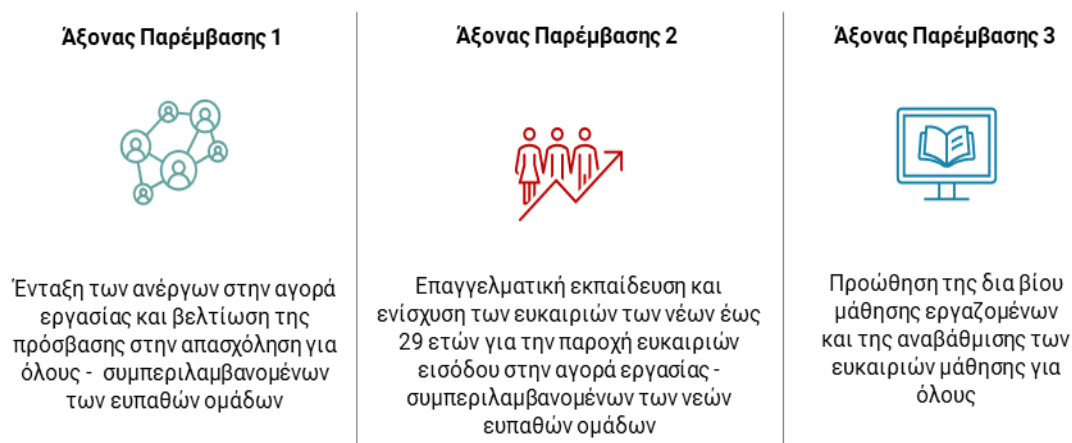 Άξονας Παρέμβασης 1
Ένταξη των ανέργων στην αγορά
εργασίας και βελτίωση της
πρόσβασης στην απασχόληση για
όλους - συμπεριλαμβανομένων
των ευπαθών ομάδων
Άξονας Παρέμβασης 2
Επαγγελματική εκπαίδευση και
ενίσχυση των ευκαιριών των νέων έως
29 ετών για την παροχή ευκαιριών
εισόδου στην αγορά εργασίας -
συμπεριλαμβανομένων των νεών
ευπαθών ομάδων
Άξονας Παρέμβασης 3
Προώθηση της δια βίου
μάθησης εργαζομένων
και της αναβάθμισης των
ευκαιριών μάθησης για
όλους